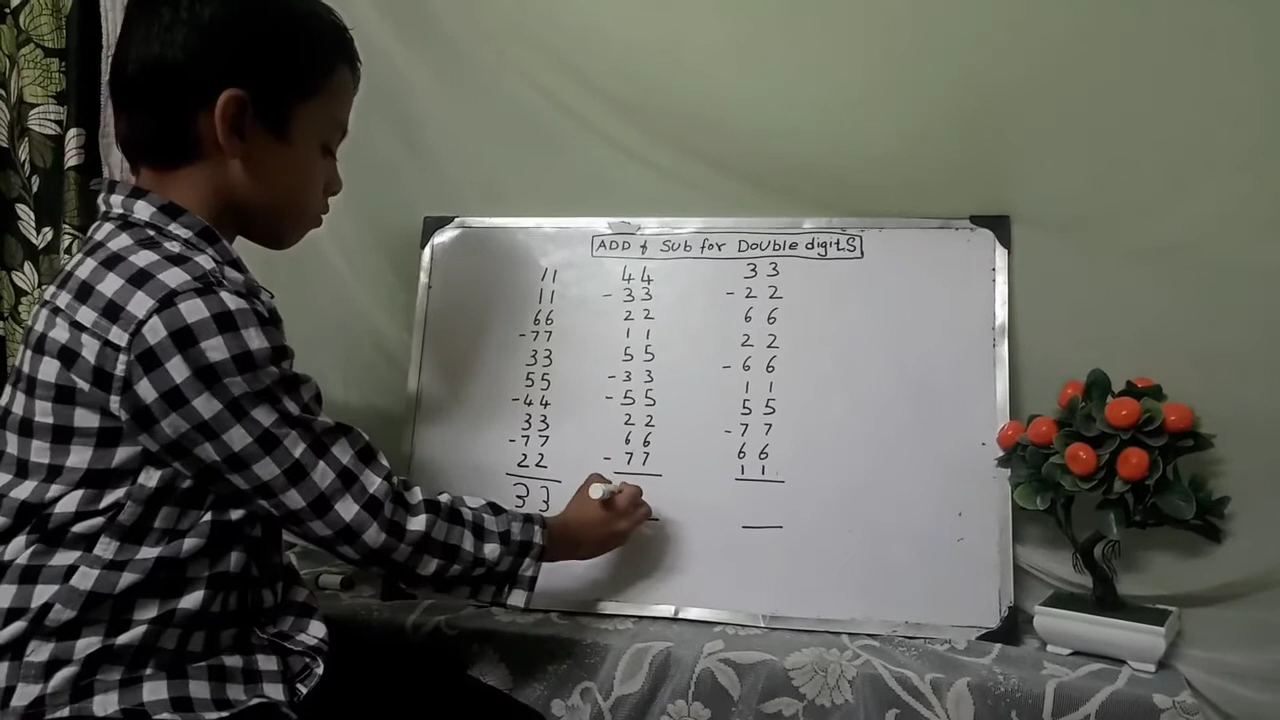 ADD & Sub for DoUble digitS
11 44 33
11 - 33 - 22
66 22 66
- 77 11 22
33 55 - 66
55 - 33 11
- 44 - 55 55
33 22 - 77
- 77 66 66
22 - 77 11
33